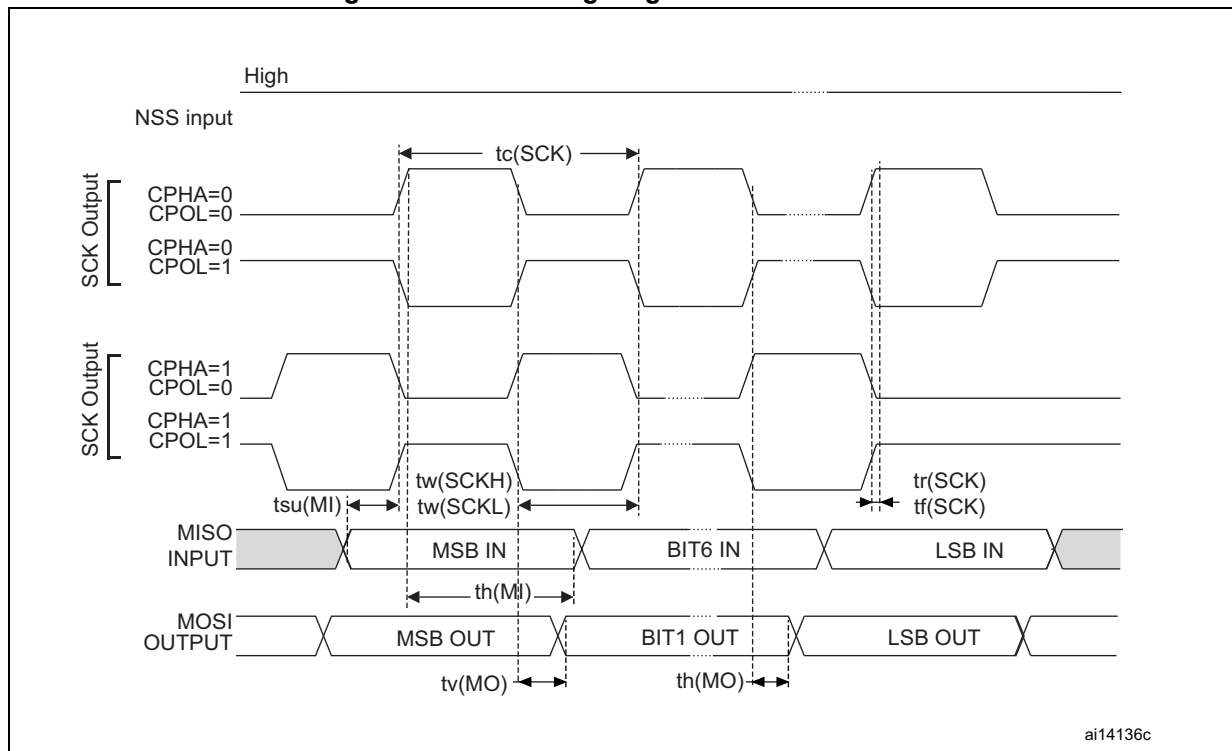 High
NSS input
tc(SCK)
SCK Output
CPHA=0
CPOL=0
CPHA=0
CPOL=1
SCK Output
CPHA=1
CPOL=0
CPHA=1
CPOL=1
tw(SCKH)
tw(SCKL)
tr(SCK)
tf(SCK)
tsu(MI)
MISO
INPUT
MSB IN
BIT6 IN
LSB IN
th(MI)
MOSI
OUTPUT
MSB OUT
BIT1 OUT
LSB OUT
tv(MO)
th(MO)
ai14136c